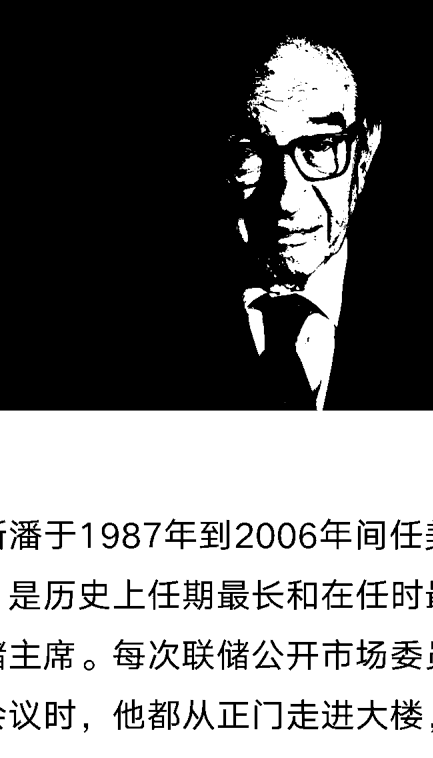 潘于1987年到2006年间任
是历史上任期最长和在任时
主席。每次联储公开市场委
议时，他都从正门走进大楼，